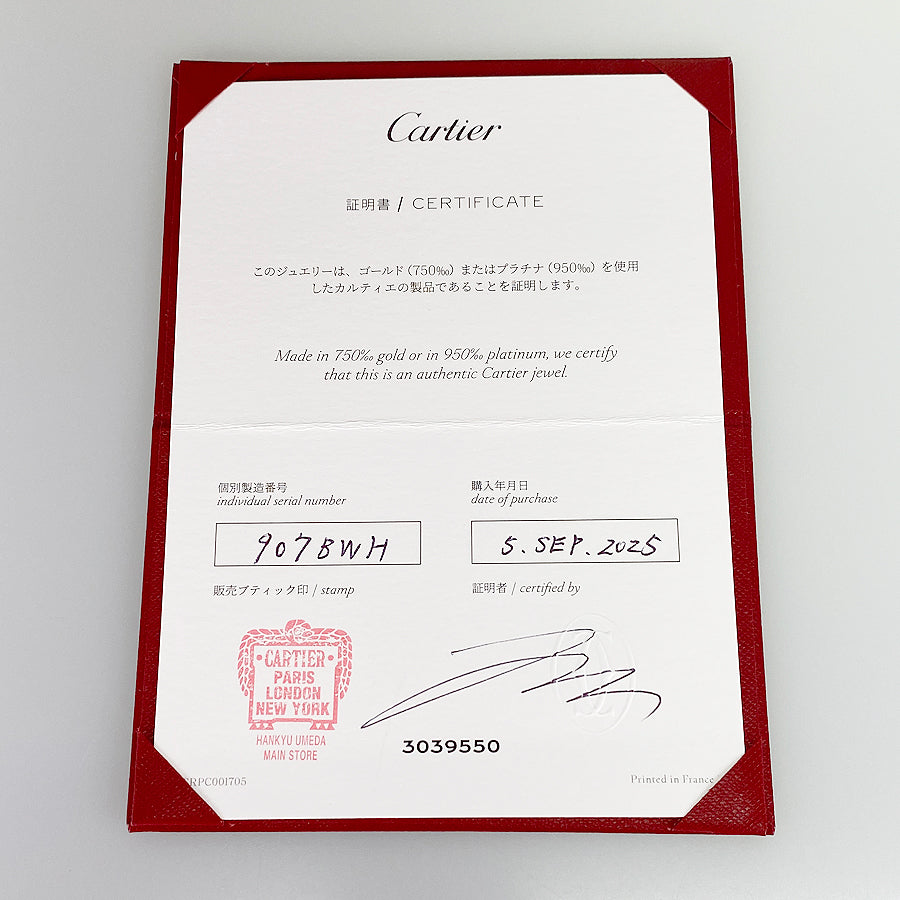 Cartier
証明書 / CERTIFICATE
このジュエリーは、ゴールド（750‰）またはプラチナ（950‰）を使用
したカルティエの製品であることを証明します。
Made in 750‰ gold or in 950‰ platinum, we certify
that this is an authentic Cartier jewel.
個別製造番号
individual serial number
907BWH
購入年月日
date of purchase
5. SEP. 2025
販売ブティック印 / stamp
証明者 / certified by
CARTIER
PARIS
LONDON
NEW YORK
HANKYU UMEDA
MAIN STORE
3039550
RPC001705
Printed in France